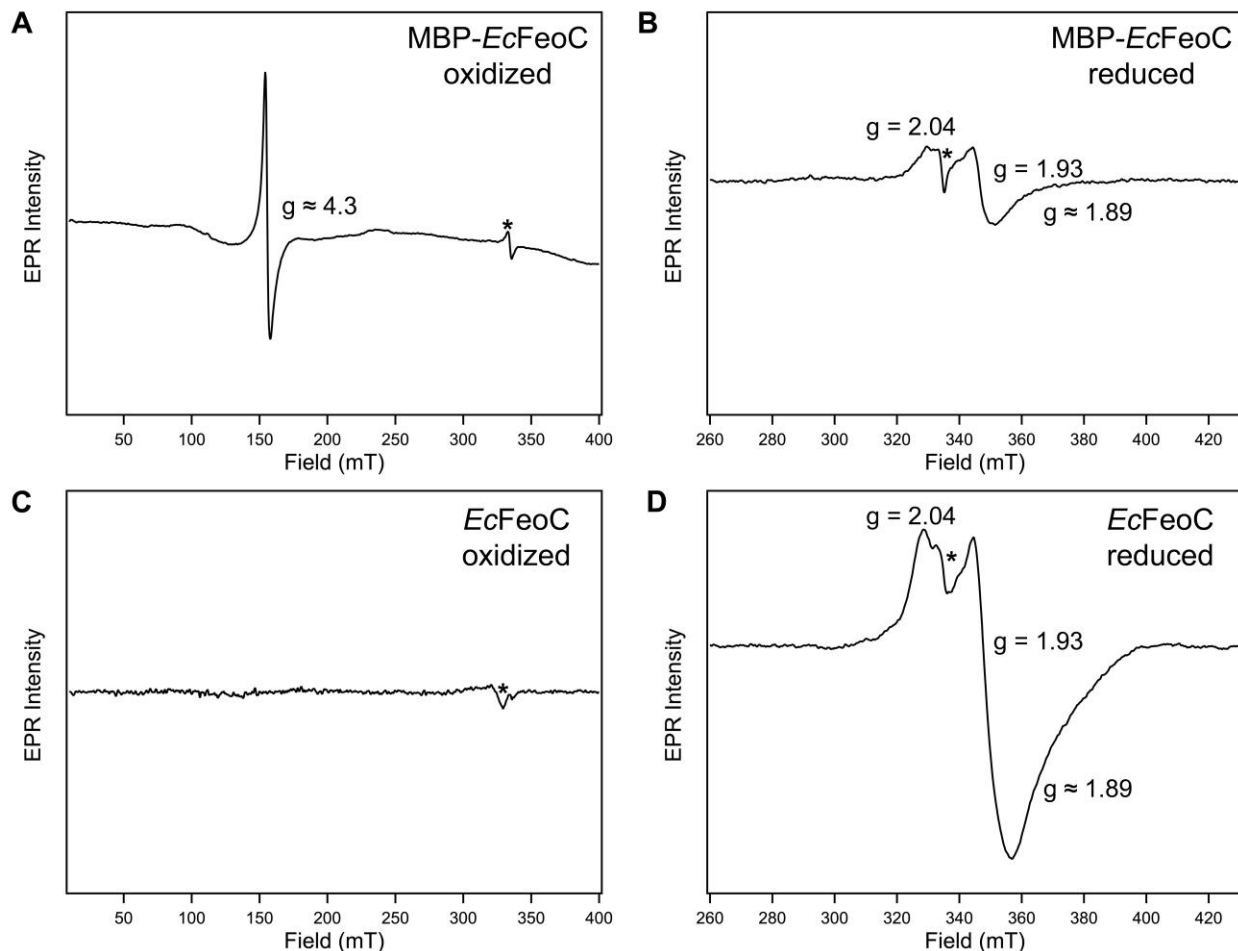 A
MBP-EcFeoC
oxidized
g ≈ 4.3
*
EPR Intensity
50 100 150 200 250 300 350 400
Field (mT)
B
MBP-EcFeoC
reduced
g = 2.04
*
g = 1.93
g ≈ 1.89
EPR Intensity
260 280 300 320 340 360 380 400 420
Field (mT)
C
EcFeoC
oxidized
*
EPR Intensity
50 100 150 200 250 300 350 400
Field (mT)
D
EcFeoC
reduced
g = 2.04
*
g = 1.93
g ≈ 1.89
EPR Intensity
260 280 300 320 340 360 380 400 420
Field (mT)